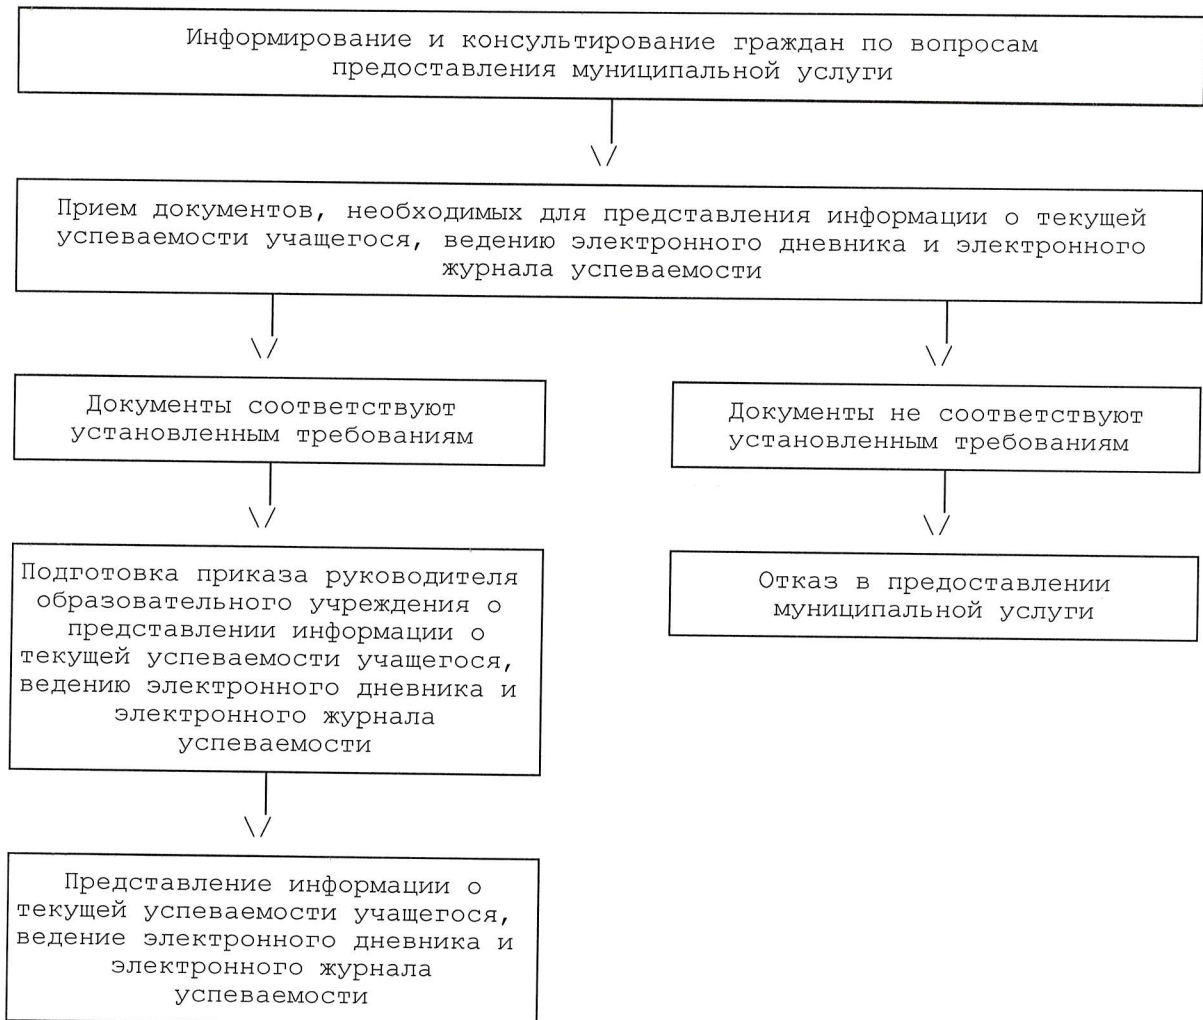 Информирование и консультирование граждан по вопросам
предоставления муниципальной услуги
Прием документов, необходимых для представления информации о текущей
успеваемости учащегося, ведению электронного дневника и электронного
журнала успеваемости
Документы соответствуют
установленным требованиям
Документы не соответствуют
установленным требованиям
Подготовка приказа руководителя
образовательного учреждения о
представлении информации о
текущей успеваемости учащегося,
ведению электронного дневника и
электронного журнала
успеваемости
Отказ в предоставлении
муниципальной услуги
Представление информации о
текущей успеваемости учащегося,
ведение электронного дневника и
электронного журнала
успеваемости